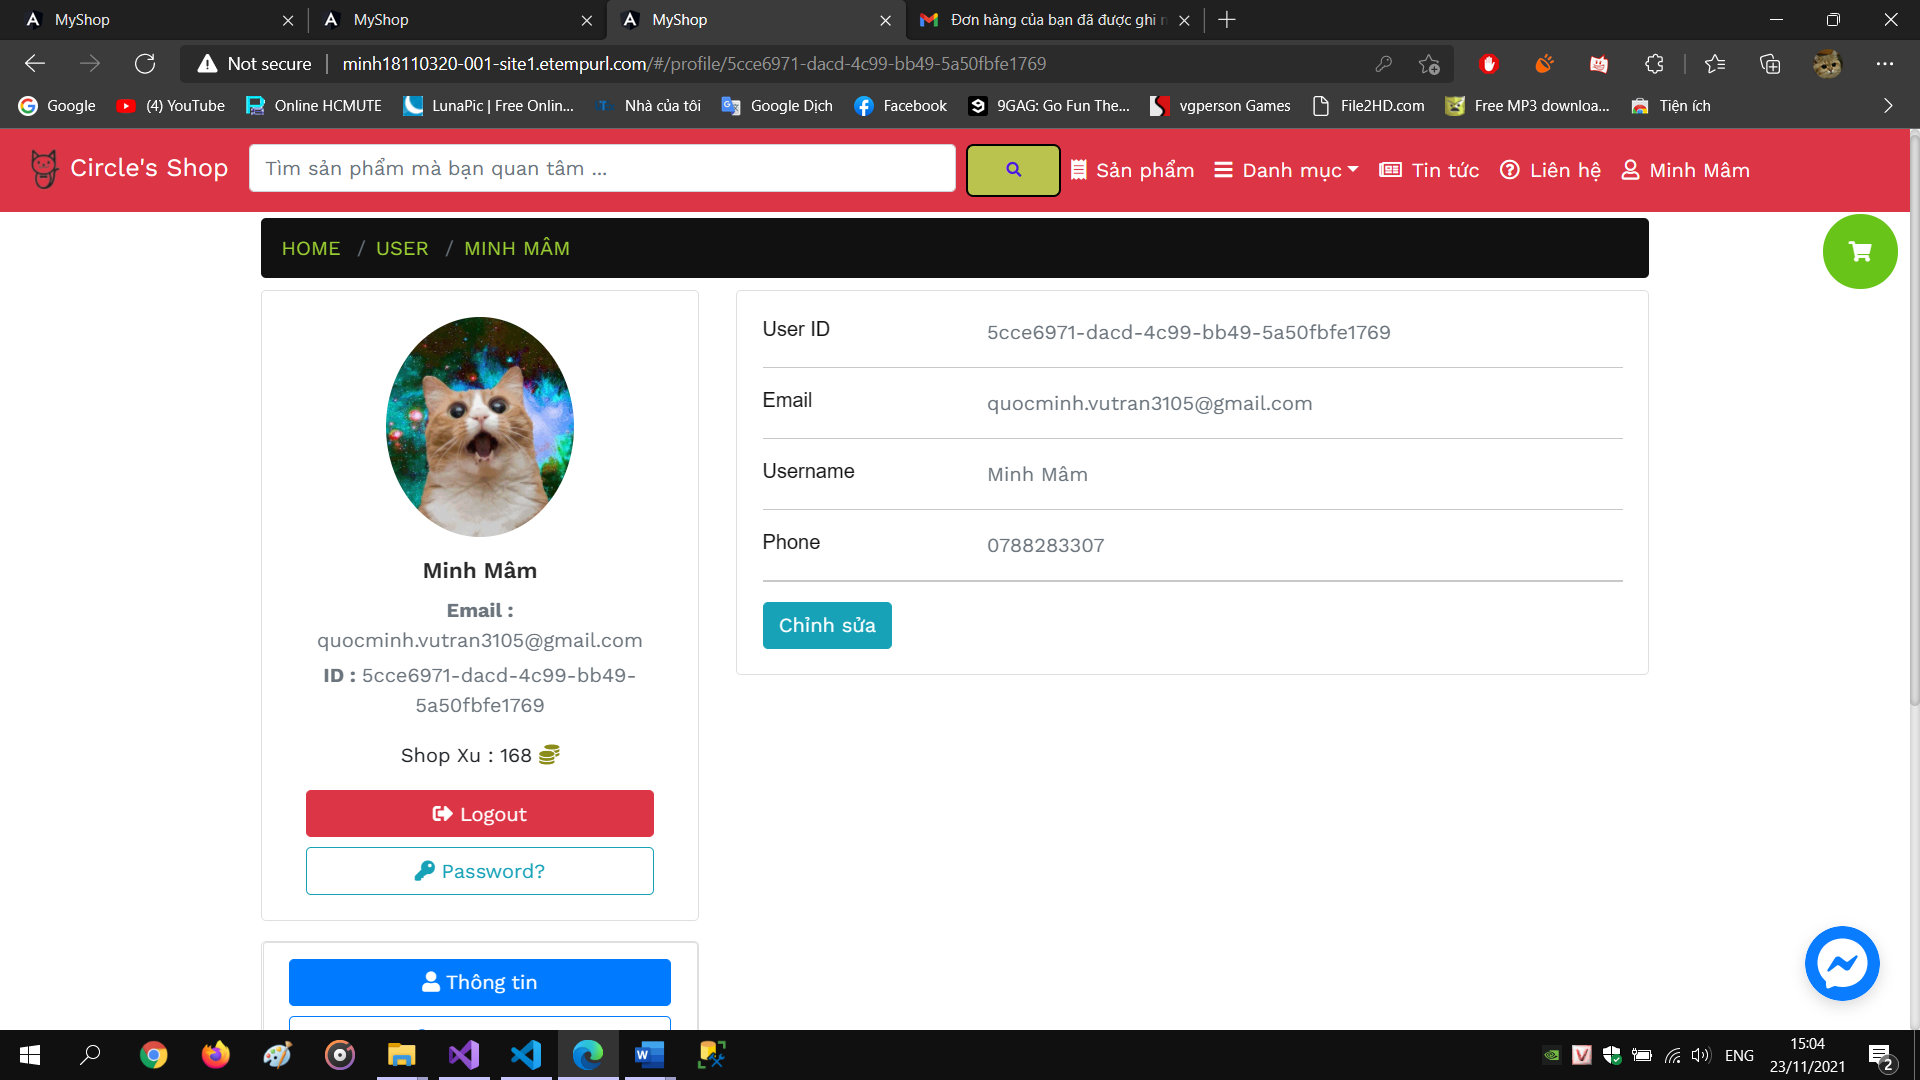 MyShop
MyShop
MyShop
Đơn hàng của bạn đã được ghi n
Not secure
minh18110320-001-site1.etempurl.com/#/profile/5cce6971-dacd-4c99-bb49-5a50fbfe1769
Google
(4) YouTube
Online HCMUTE
LunaPic | Free Onlin...
Nhà của tôi
Google Dịch
Facebook
9GAG: Go Fun The...
vgperson Games
File2HD.com
Free MP3 downloa...
Tiện ích
Circle's Shop
Tìm sản phẩm mà bạn quan tâm ...
Sản phẩm
Danh mục
Tin tức
Liên hệ
Minh Mâm
HOME / USER / MINH MÂM
Minh Mâm
Email :
quocminh.vutran3105@gmail.com
ID : 5cce6971-dacd-4c99-bb49-
5a50fbfe1769
Shop Xu : 168
Logout
Password?
Thông tin
User ID
5cce6971-dacd-4c99-bb49-5a50fbfe1769
Email
quocminh.vutran3105@gmail.com
Username
Minh Mâm
Phone
0788283307
Chỉnh sửa
ENG
15:04
23/11/2021
2